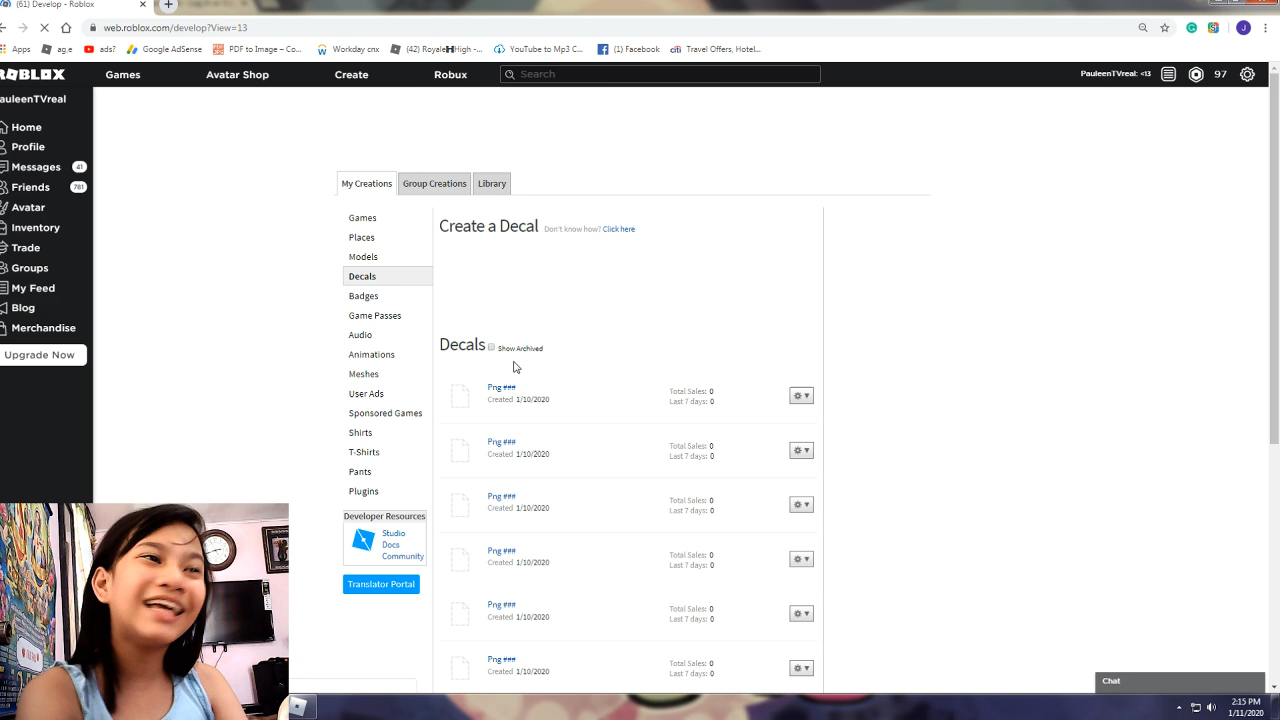 (61) Develop - Roblox
web.roblox.com/develop?View=13
Apps ag,e ads? Google AdSense PDF to Image – Co... Workday cnx (42) Royale High -... YouTube to Mp3 C... (1) Facebook Travel Offers, Hotel...
ROBLOX Games Avatar Shop Create Robux Search PauleenTVreal: <13 97
auleenTVreal
Home
Profile
Messages 41
Friends 781
Avatar
Inventory
Trade
Groups
My Feed
Blog
Merchandise
Upgrade Now
My Creations Group Creations Library
Games
Places
Models
Decals
Badges
Game Passes
Audio
Animations
Meshes
User Ads
Sponsored Games
Shirts
T-Shirts
Pants
Plugins
Developer Resources
Studio
Docs
Community
Translator Portal
Create a Decal Don't know how? Click here
Decals Show Archived
Png ###
Created 1/10/2020
Total Sales: 0
Last 7 days: 0
Png ###
Created 1/10/2020
Total Sales: 0
Last 7 days: 0
Png ###
Created 1/10/2020
Total Sales: 0
Last 7 days: 0
Png ###
Created 1/10/2020
Total Sales: 0
Last 7 days: 0
Png ###
Created 1/10/2020
Total Sales: 0
Last 7 days: 0
Png ###
Created 1/10/2020
Total Sales: 0
Last 7 days: 0
Chat
2:15 PM
1/11/2020